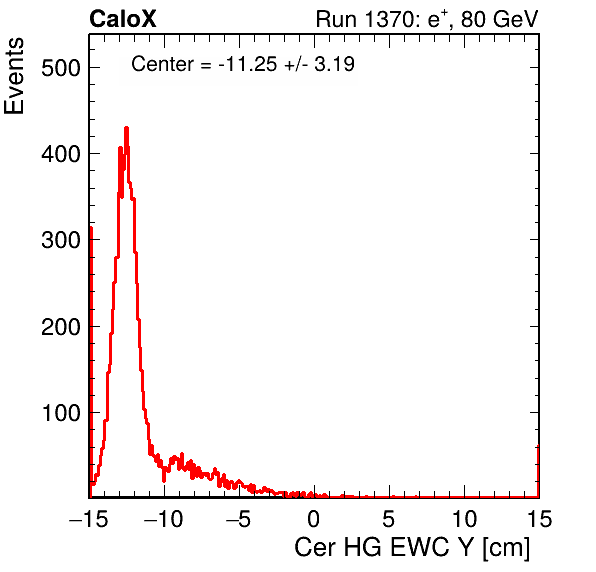 CaloX
Run 1370: e+, 80 GeV
Events
Center = -11.25 +/- 3.19
500
400
300
200
100
−15 −10 −5 0 5 10 15
Cer HG EWC Y [cm]